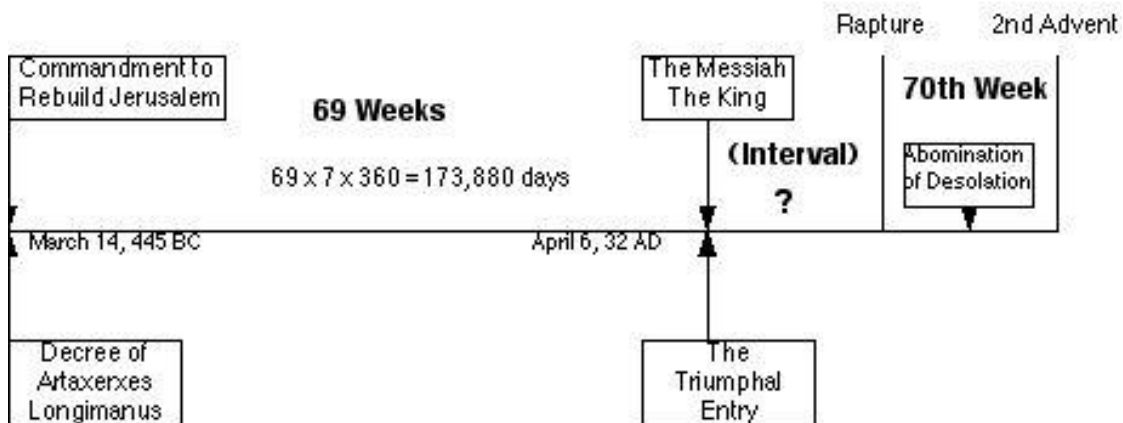 Rapture
2nd Advent
Commandment to
Rebuild Jerusalem
69 Weeks
69 x 7 x 360 = 173,880 days
The Messiah
The King
(Interval)
?
70th Week
Abomination
of Desolation
March 14, 445 BC
April 6, 32 AD
Decree of
Artaxerxes
Longimanus
The
Triumphal
Entry